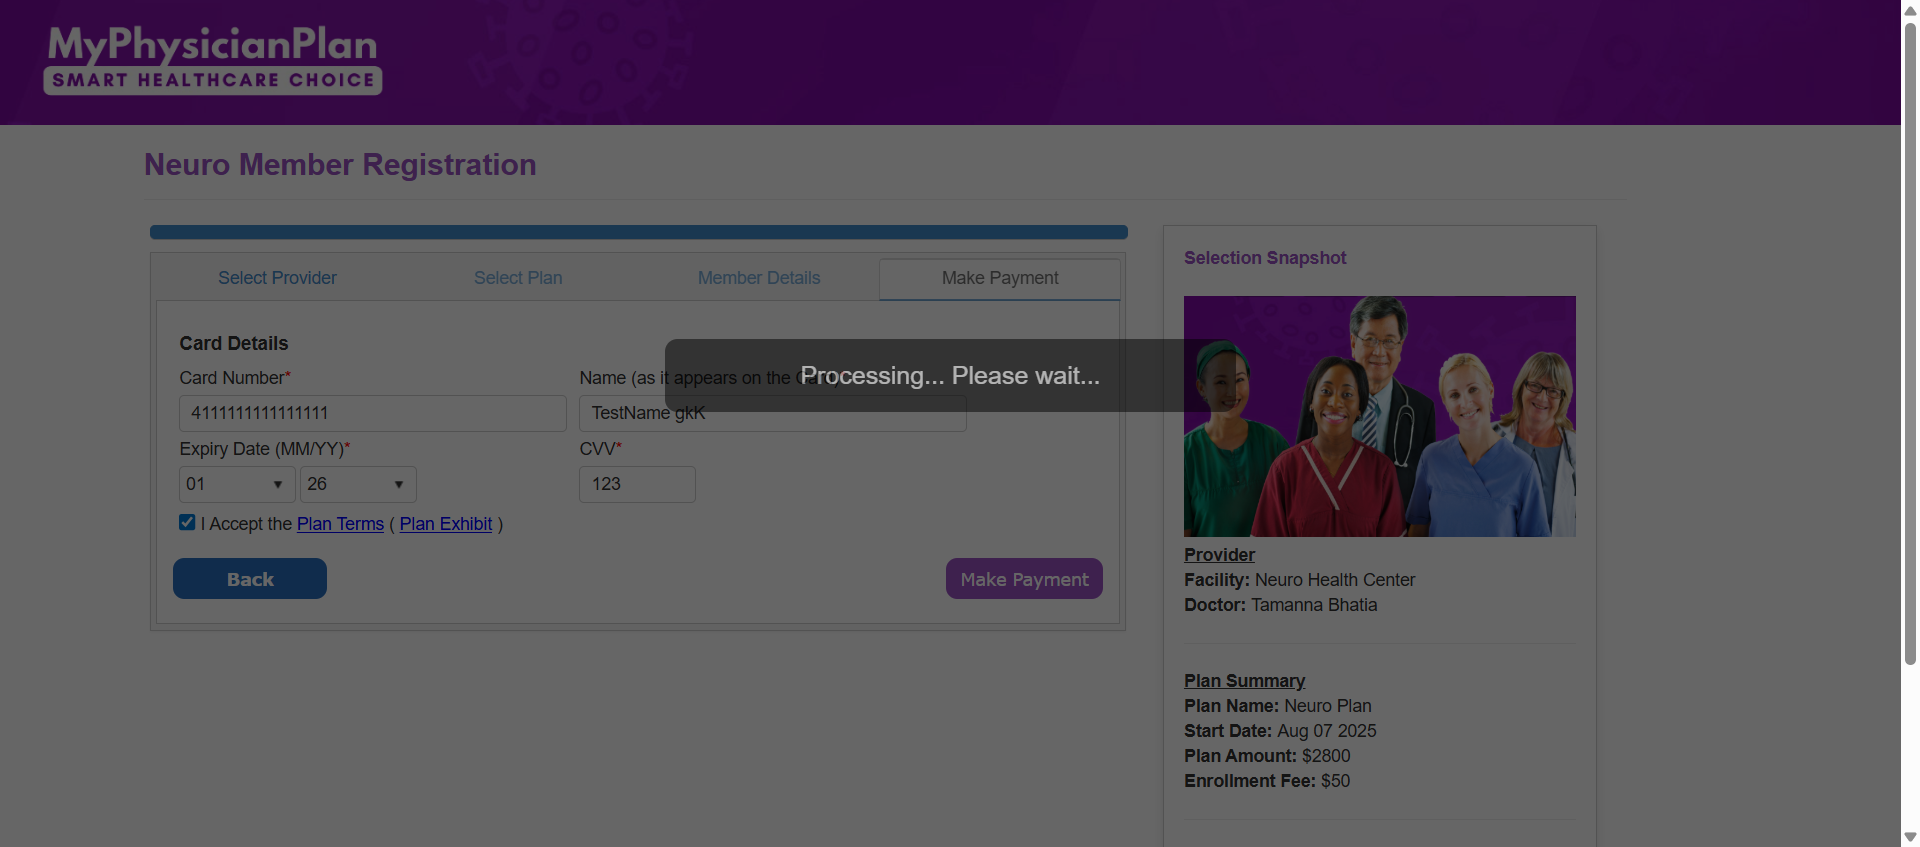 MyPhysicianPlan
SMART HEALTHCARE CHOICE
Neuro Member Registration
Select Provider
Select Plan
Member Details
Make Payment
Card Details
Card Number*
Name (as it appears on the
Processing... Please wait...
4111111111111111
TestName gkK
Expiry Date (MM/YY)*
CVV*
01
26
123
I Accept the Plan Terms ( Plan Exhibit )
Back
Make Payment
Selection Snapshot
Provider
Facility: Neuro Health Center
Doctor: Tamanna Bhatia
Plan Summary
Plan Name: Neuro Plan
Start Date: Aug 07 2025
Plan Amount: $2800
Enrollment Fee: $50